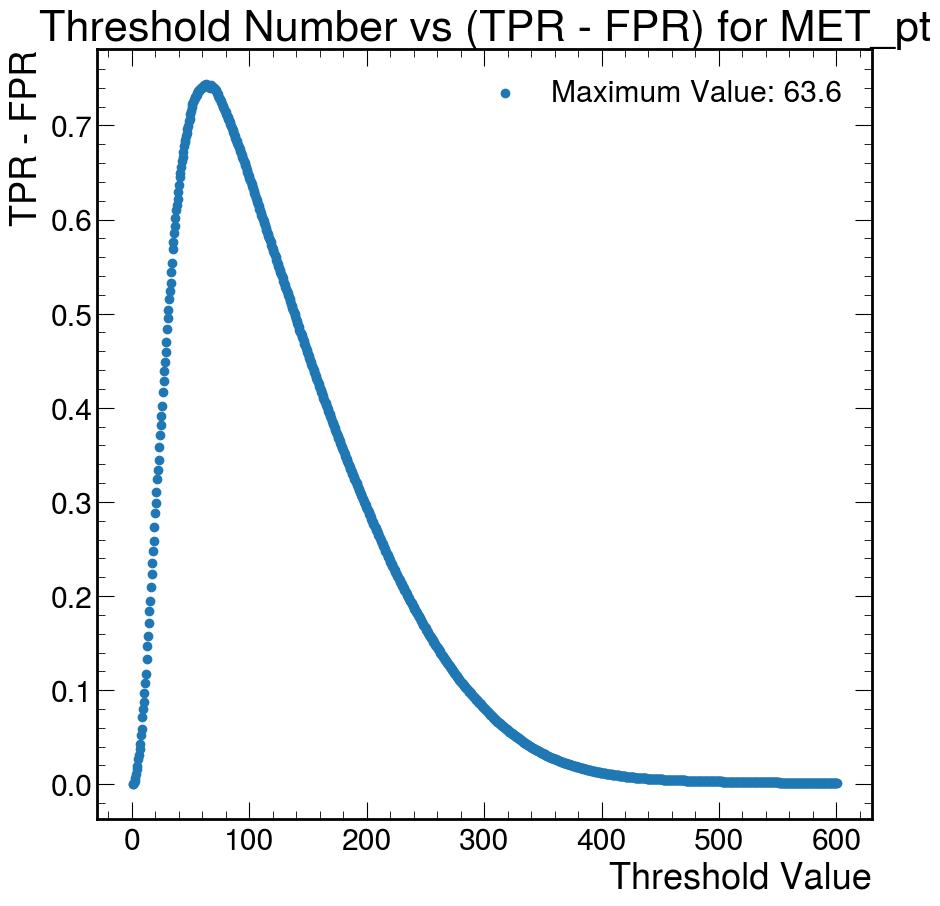 Threshold Number vs (TPR - FPR) for MET_pt
TPR - FPR
Maximum Value: 63.6
0.7
0.6
0.5
0.4
0.3
0.2
0.1
0.0
0 100 200 300 400 500 600
Threshold Value